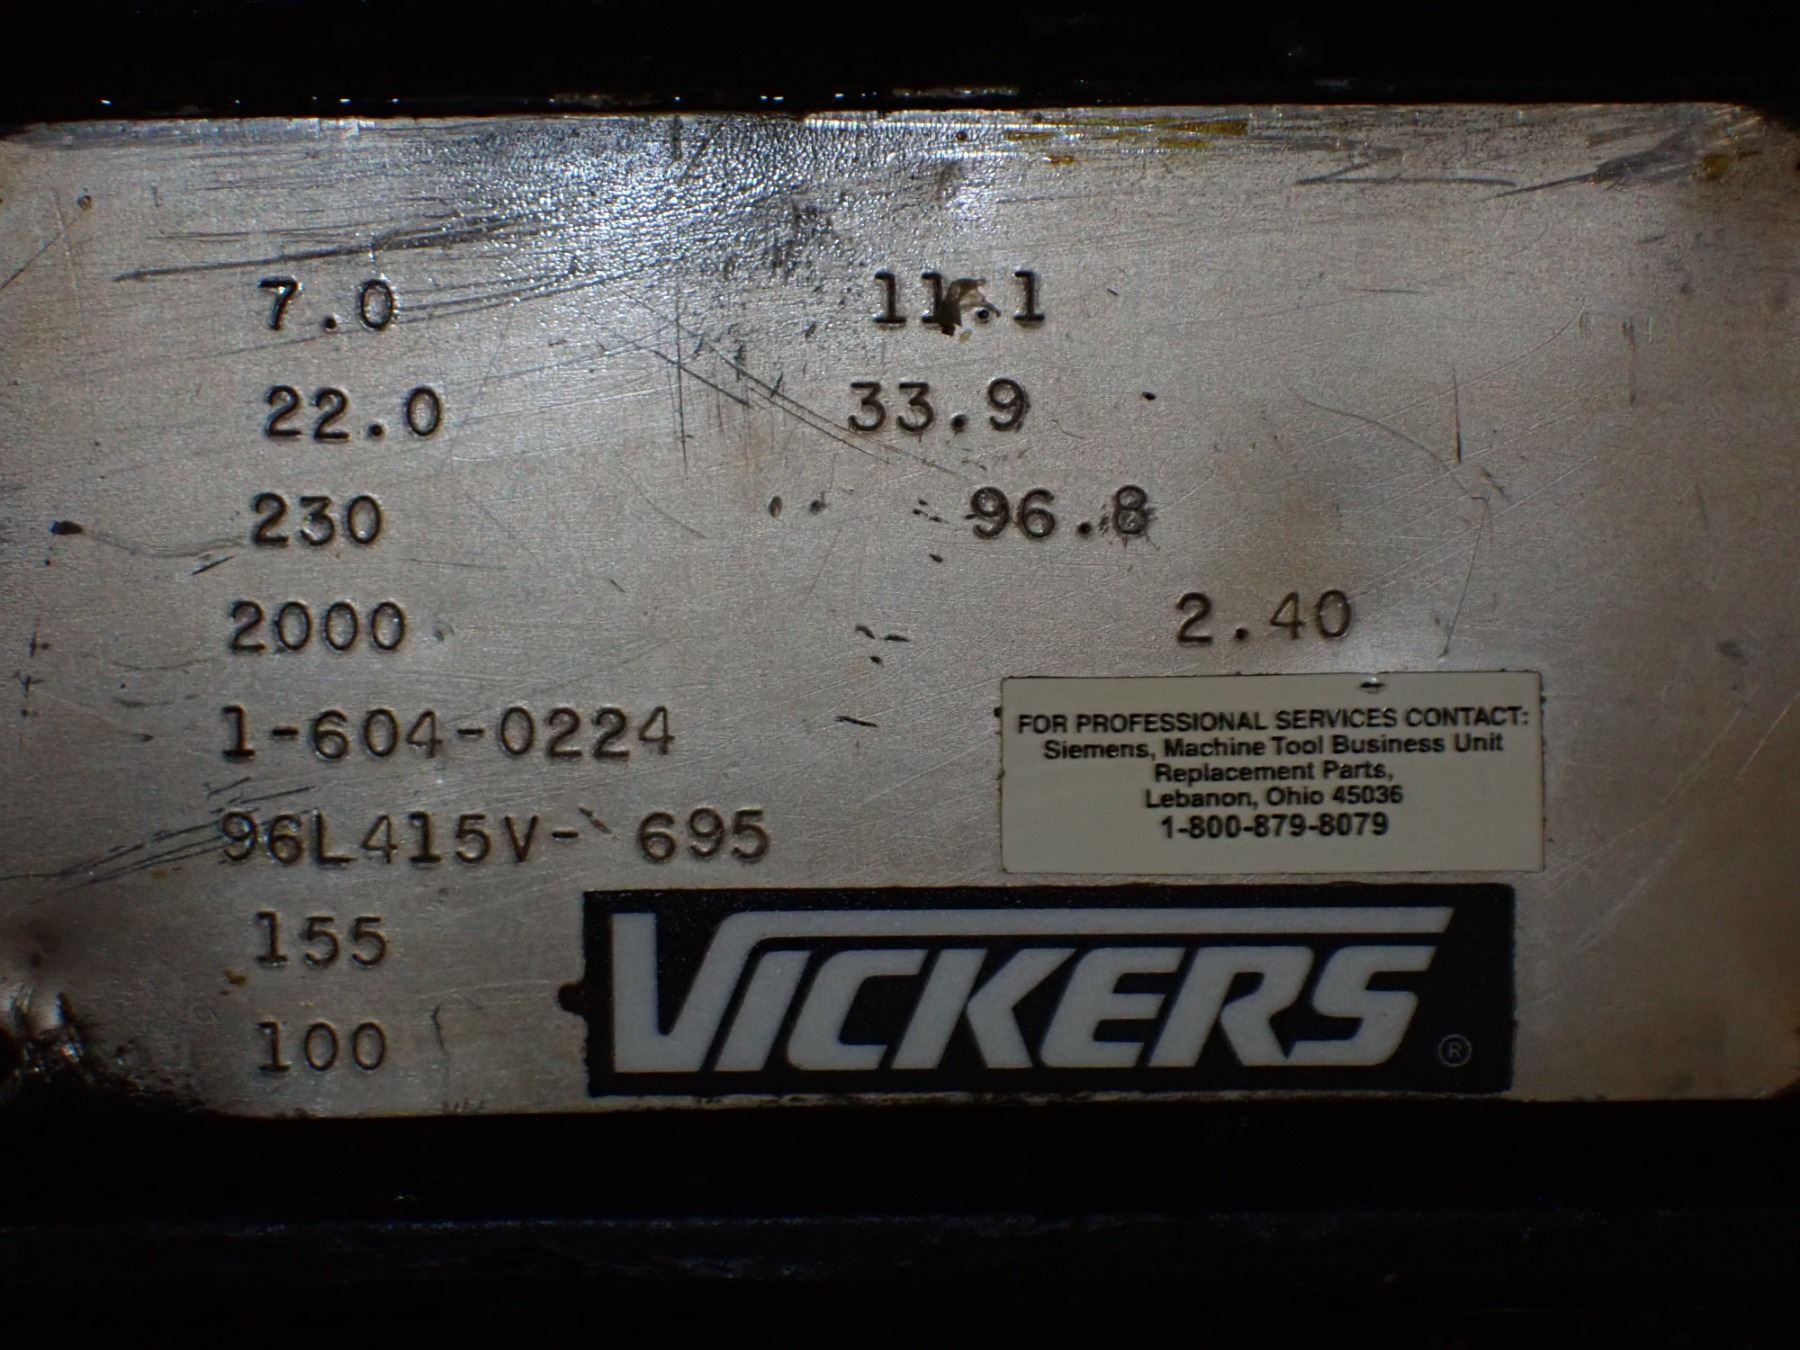 7.0 11.1
22.0 33.9
230 96.8
2000 2.40
1-604-0224
96L415V- 695
155
100
FOR PROFESSIONAL SERVICES CONTACT:
Siemens, Machine Tool Business Unit
Replacement Parts,
Lebanon, Ohio 45036
1-800-879-8079
VICKERS ®